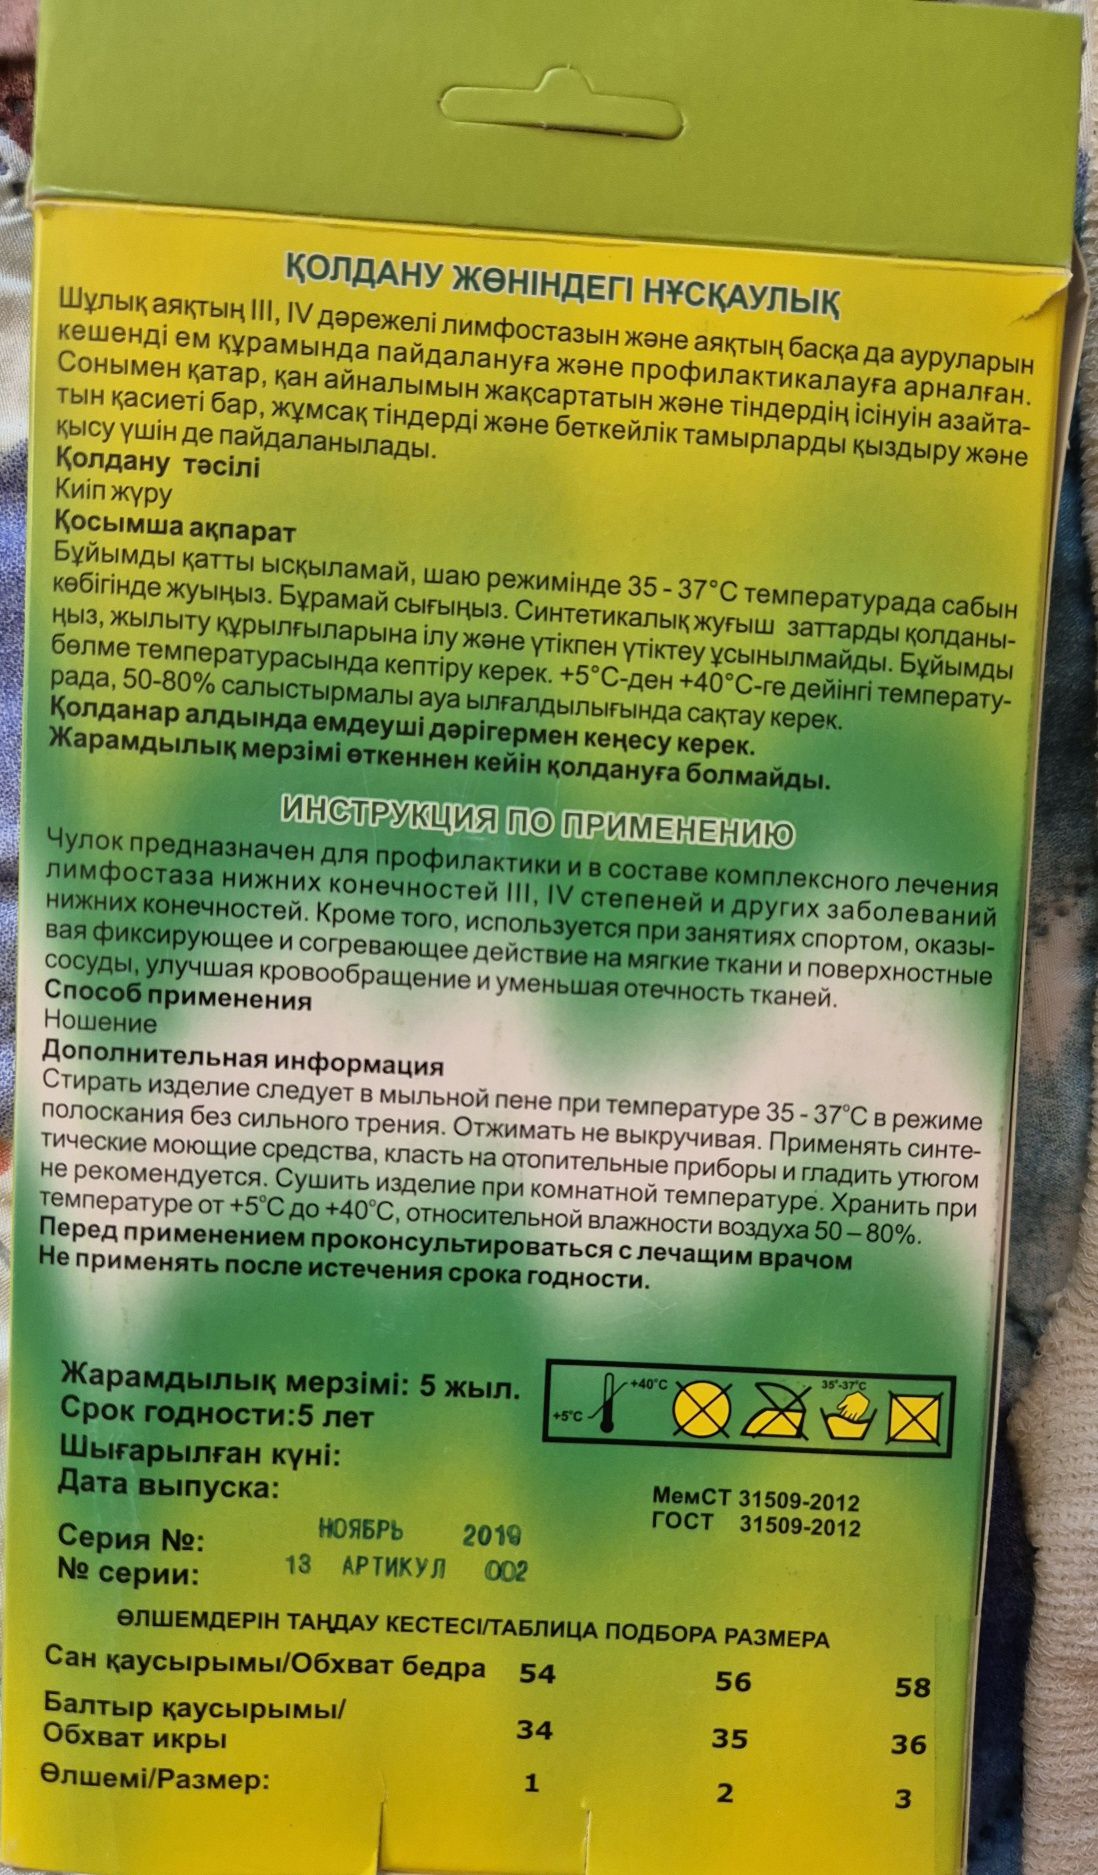 ҚОЛДАНУ ЖӨНІНДЕГІ НҰСҚАУЛЫҚ
Шұлық аяқтың III, IV дәрежелі лимфостазын және аяқтың басқа да ауруларын
кешенді ем құрамында пайдалануға және профилактикалауға арналған.
Сонымен қатар, қан айналымын жақсартатын және тіндердің ісінуін азайта-
тын қасиеті бар, жұмсақ тіндерді және беткейлік тамырларды қыздыру және
қысу үшін де пайдаланылады.
Қолдану тәсілі
Киіп жүру
Қосымша ақпарат
Бұйымды қатты ысқыламай, шаю режимінде 35 - 37°С температурада сабын
көбігінде жуыңыз. Бұрамай сығыңыз. Синтетикалық жуғыш заттарды қолданы-
ңыз, жылыту құрылғыларына ілу және үтікпен үтіктеу ұсынылмайды. Бұйымды
бөлме температурасында кептіру керек. +5°С-ден +40°С-ге дейінгі температу-
рада, 50-80% салыстырмалы ауа ылғалдылығында сақтау керек.
Қолданар алдында емдеуші дәрігермен кеңесу керек.
Жарамдылық мерзімі өткеннен кейін қолдануға болмайды.
ИНСТРУКЦИЯ ПО ПРИМЕНЕНИЮ
Чулок предназначен для профилактики и в составе комплексного лечения
лимфостаза нижних конечностей III, IV степеней и других заболеваний
нижних конечностей. Кроме того, используется при занятиях спортом, оказы-
вая фиксирующее и согревающее действие на мягкие ткани и поверхностные
сосуды, улучшая кровообращение и уменьшая отечность тканей.
Способ применения
Ношение
Дополнительная информация
Стирать изделие следует в мыльной пене при температуре 35 - 37°С в режиме
полоскания без сильного трения. Отжимать не выкручивая. Применять синте-
тические моющие средства, класть на отопительные приборы и гладить утюгом
не рекомендуется. Сушить изделие при комнатной температуре. Хранить при
температуре от +5°С до +40°С, относительной влажности воздуха 50 – 80%.
Перед применением проконсультироваться с лечащим врачом
Не применять после истечения срока годности.
Жарамдылық мерзімі: 5 жыл.
Срок годности:5 лет
+5°С +40°С 35°-37°С
Шығарылған күні:
Дата выпуска:
МемСТ 31509-2012
ГОСТ 31509-2012
Серия №: НОЯБРЬ 2019
№ серии: 13 АРТИКУЛ 002
ӨЛШЕМДЕРІН ТАҢДАУ КЕСТЕСІ/ТАБЛИЦА ПОДБОРА РАЗМЕРА
Сан қаусырымы/Обхват бедра 54 56 58
Балтыр қаусырымы/
Обхват икры 34 35 36
Өлшемі/Размер: 1 2 3